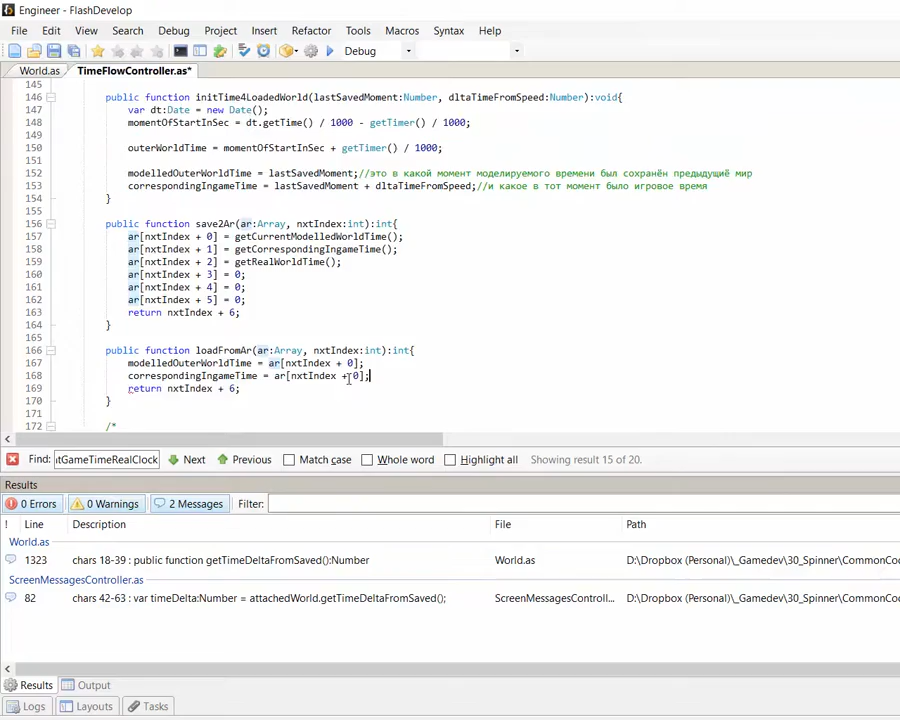 Engineer - FlashDevelop
File Edit View Search Debug Project Insert Refactor Tools Macros Syntax Help
Debug
World.as TimeFlowController.as*
145
146 public function initTime4LoadedWorld(lastSavedMoment:Number, dltaTimeFromSpeed:Number):void{
147 var dt:Date = new Date();
148 momentOfStartInSec = dt.getTime() / 1000 - getTimer() / 1000;
149
150 outerWorldTime = momentOfStartInSec + getTimer() / 1000;
151
152 modelledOuterWorldTime = lastSavedMoment;//это в какой момент моделируемого времени был сохранён предыдущиё мир
153 correspondingIngameTime = lastSavedMoment + dltaTimeFromSpeed;//и какое в тот момент было игровое время
154 }
155
156 public function save2Ar(ar:Array, nxtIndex:int):int{
157 ar[nxtIndex + 0] = getCurrentModelledWorldTime();
158 ar[nxtIndex + 1] = getCorrespondingIngameTime();
159 ar[nxtIndex + 2] = getRealWorldTime();
160 ar[nxtIndex + 3] = 0;
161 ar[nxtIndex + 4] = 0;
162 ar[nxtIndex + 5] = 0;
163 return nxtIndex + 6;
164 }
165
166 public function loadFromAr(ar:Array, nxtIndex:int):int{
167 modelledOuterWorldTime = ar[nxtIndex + 0];
168 correspondingIngameTime = ar[nxtIndex + 0];
169 return nxtIndex + 6;
170 }
171
172 /*
Find: itGameTimeRealClock Next Previous Match case Whole word Highlight all Showing result 15 of 20.
Results
0 Errors 0 Warnings 2 Messages Filter:
! Line Description File Path
World.as
1323 chars 18-39 : public function getTimeDeltaFromSaved():Number World.as D:\Dropbox (Personal)\_Gamedev\30_Spinner\CommonCo
ScreenMessagesController.as
82 chars 42-63 : var timeDelta:Number = attachedWorld.getTimeDeltaFromSaved(); ScreenMessagesControll... D:\Dropbox (Personal)\_Gamedev\30_Spinner\CommonCo
Results Output
Logs Layouts Tasks